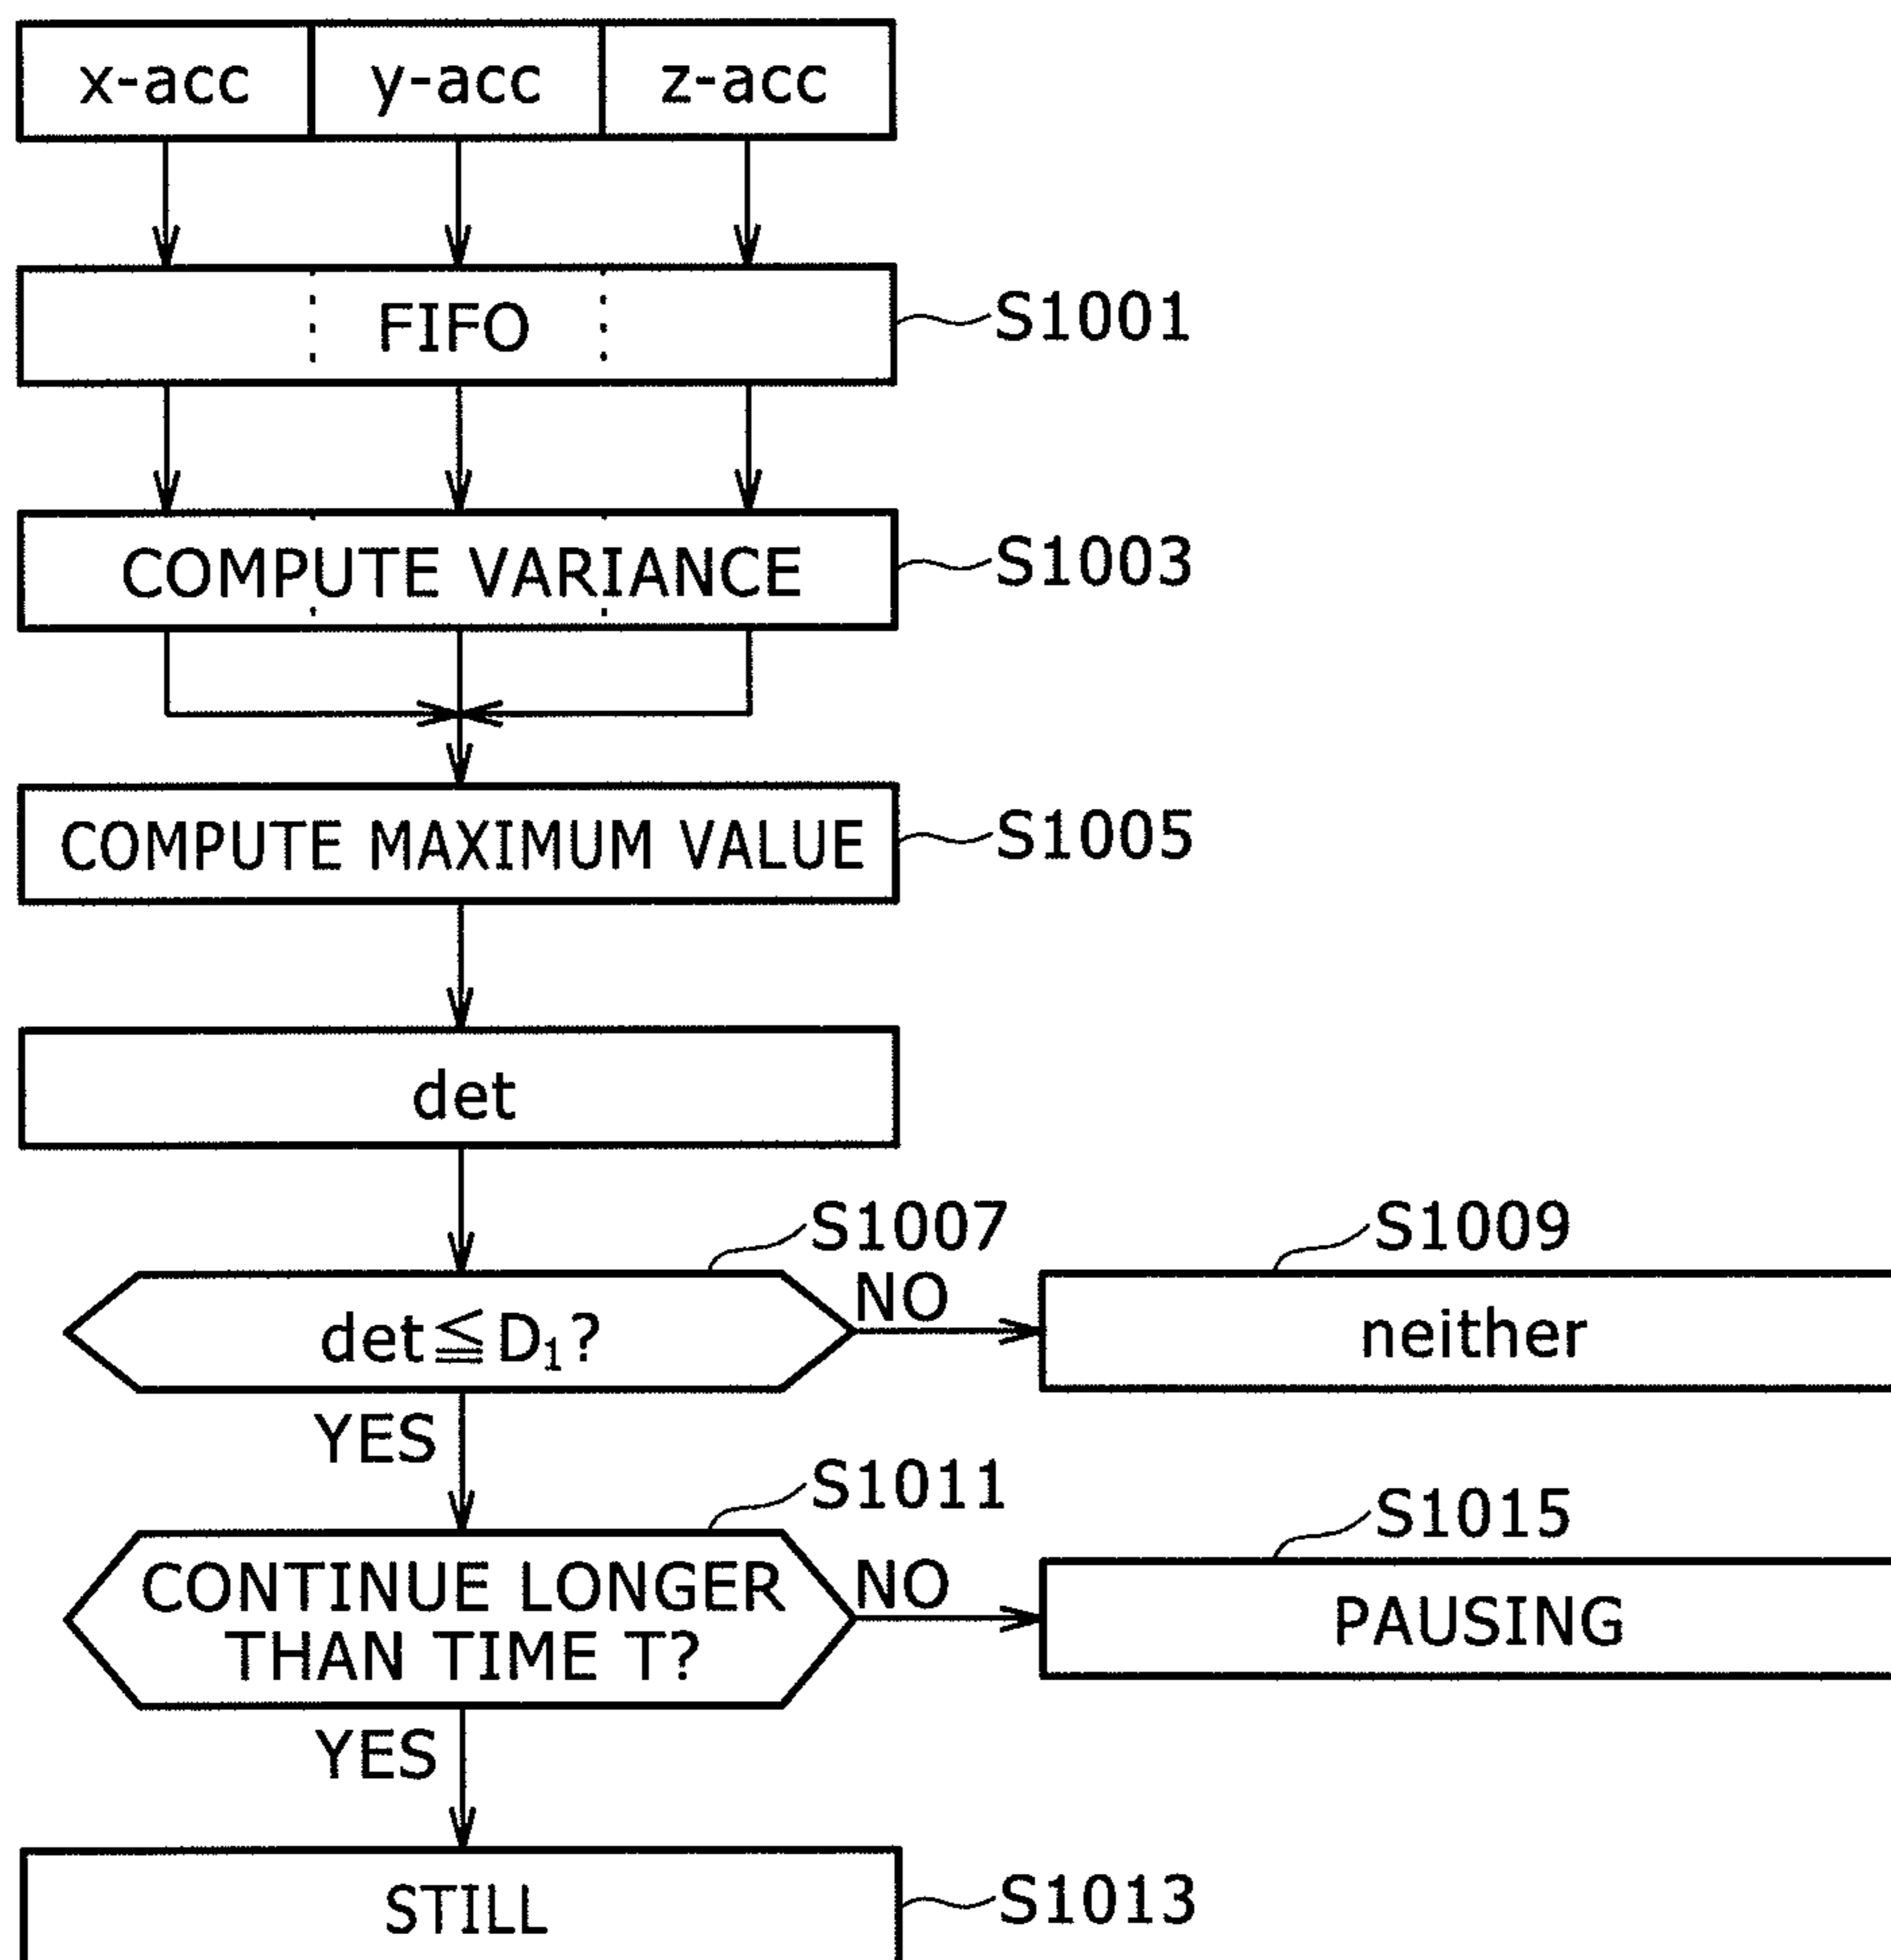 x-acc y-acc z-acc
FIFO S1001
COMPUTE VARIANCE S1003
COMPUTE MAXIMUM VALUE S1005
det
S1007 S1009
det≦D₁? NO neither
YES
S1011 S1015
CONTINUE LONGER NO PAUSING
THAN TIME T?
YES
STILL S1013